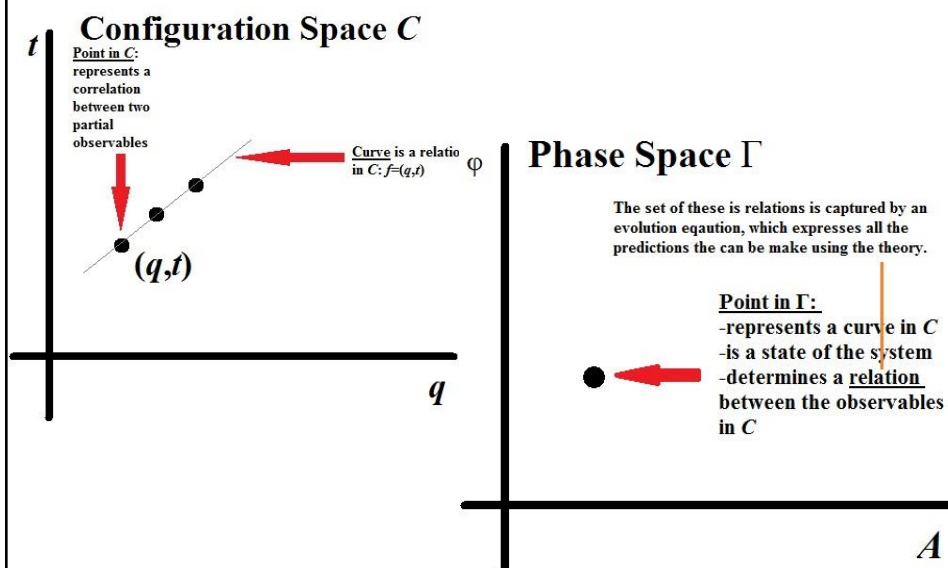 Configuration Space C
t
Point in C:
represents a
correlation
between two
partial
observables
Curve is a relatio
in C: f=(q,t)
(q,t)
q
φ
Phase Space Γ
The set of these is relations is captured by an
evolution eqaution, which expresses all the
predictions the can be make using the theory.
Point in Γ:
-represents a curve in C
-is a state of the system
-determines a relation
between the observables
in C
A